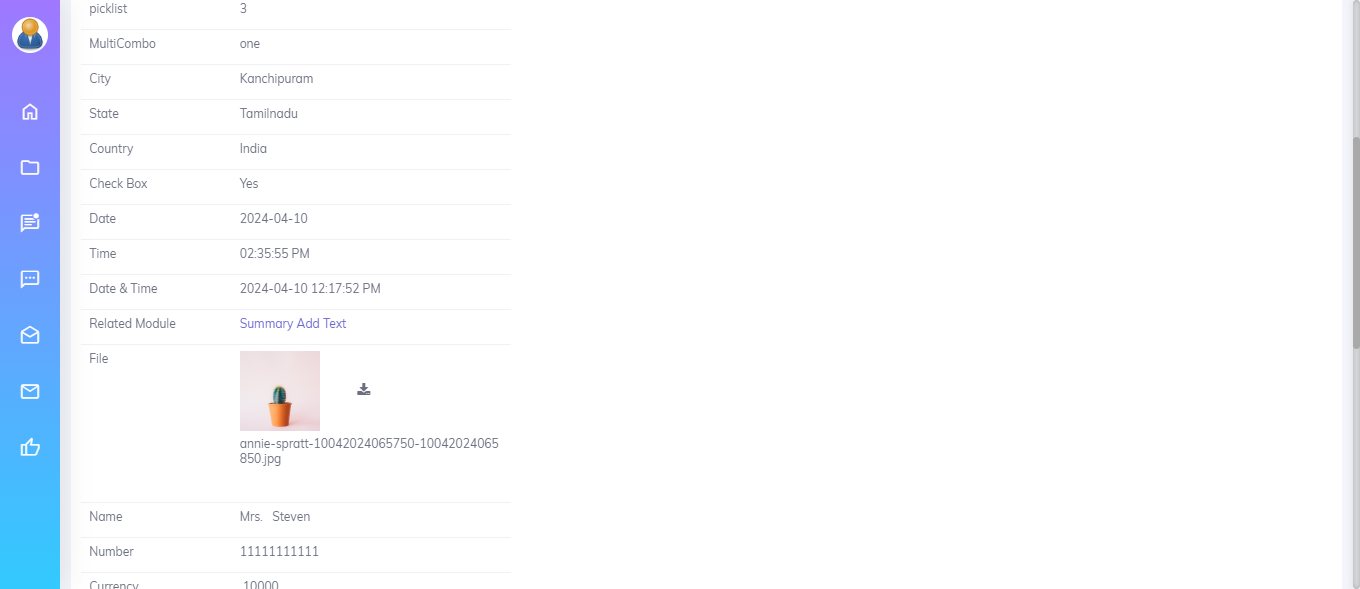 picklist 3
MultiCombo one
City Kanchipuram
State Tamilnadu
Country India
Check Box Yes
Date 2024-04-10
Time 02:35:55 PM
Date & Time 2024-04-10 12:17:52 PM
Related Module Summary Add Text
File
annie-spratt-10042024065750-10042024065
850.jpg
Name Mrs. Steven
Number 11111111111
Currency 10000